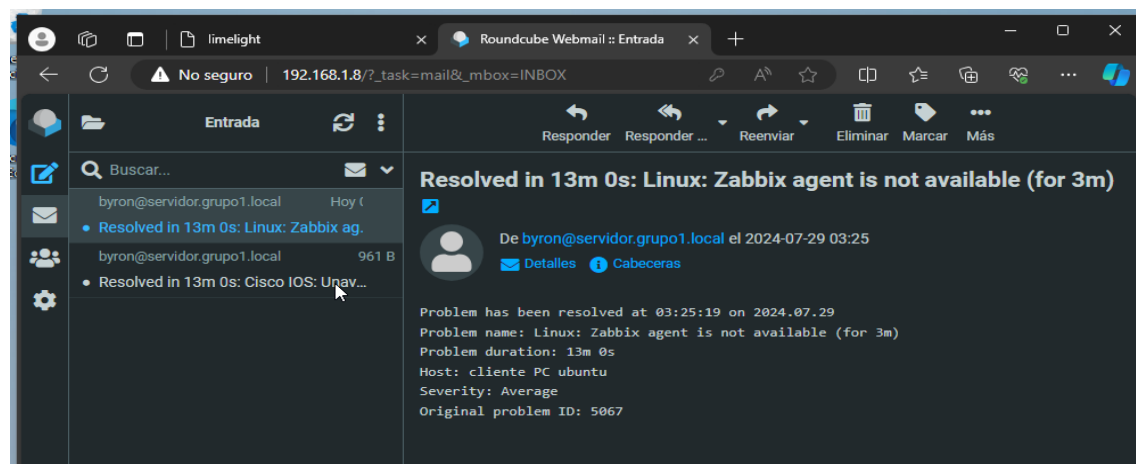 limelight
Roundcube Webmail :: Entrada
No seguro 192.168.1.8/?_task=mail&_mbox=INBOX
Entrada
Responder Responder ... Reenviar Eliminar Marcar Más
Buscar...
byron@servidor.grupo1.local Hoy (
• Resolved in 13m 0s: Linux: Zabbix ag.
byron@servidor.grupo1.local 961 B
• Resolved in 13m 0s: Cisco IOS: Unav...
Resolved in 13m 0s: Linux: Zabbix agent is not available (for 3m)
De byron@servidor.grupo1.local el 2024-07-29 03:25
Detalles Cabeceras
Problem has been resolved at 03:25:19 on 2024.07.29
Problem name: Linux: Zabbix agent is not available (for 3m)
Problem duration: 13m 0s
Host: cliente PC ubuntu
Severity: Average
Original problem ID: 5067